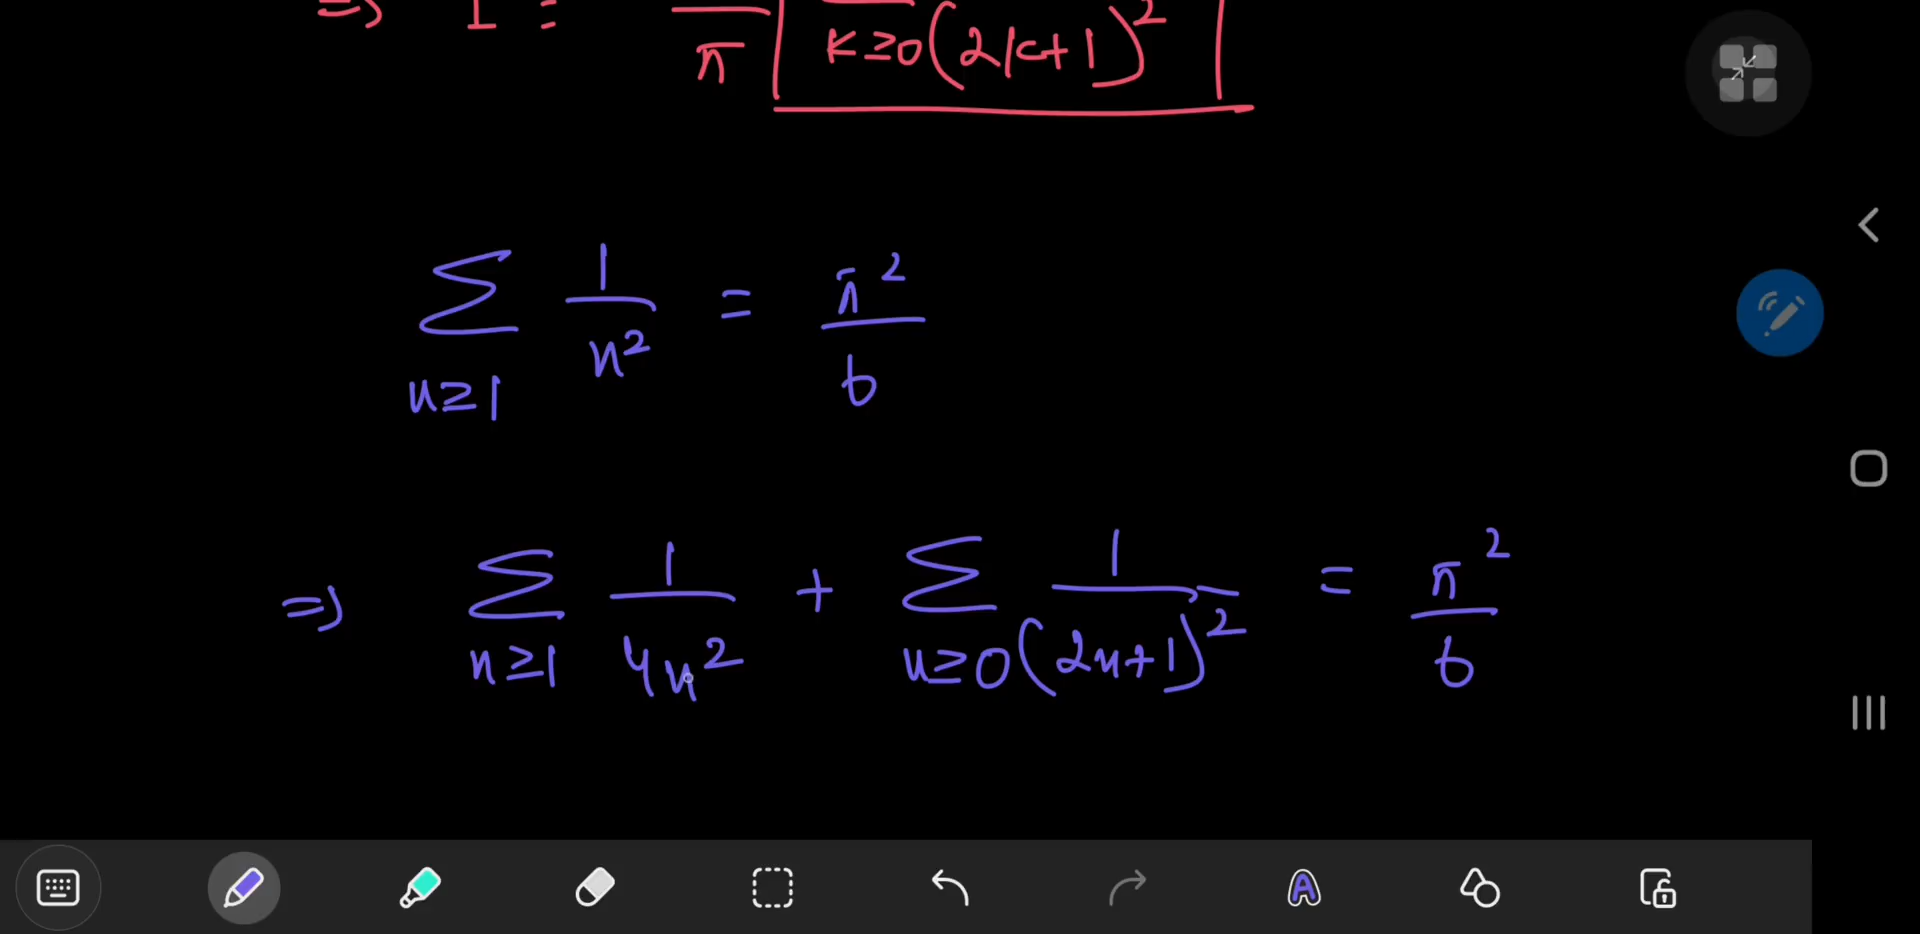 ⇒ I =
π k≥0 (2k+1)²
∑ n≥1 1/n² = π²/6
⇒ ∑ n≥1 1/4n² + ∑ n≥0 1/(2n+1)² = π²/6
A